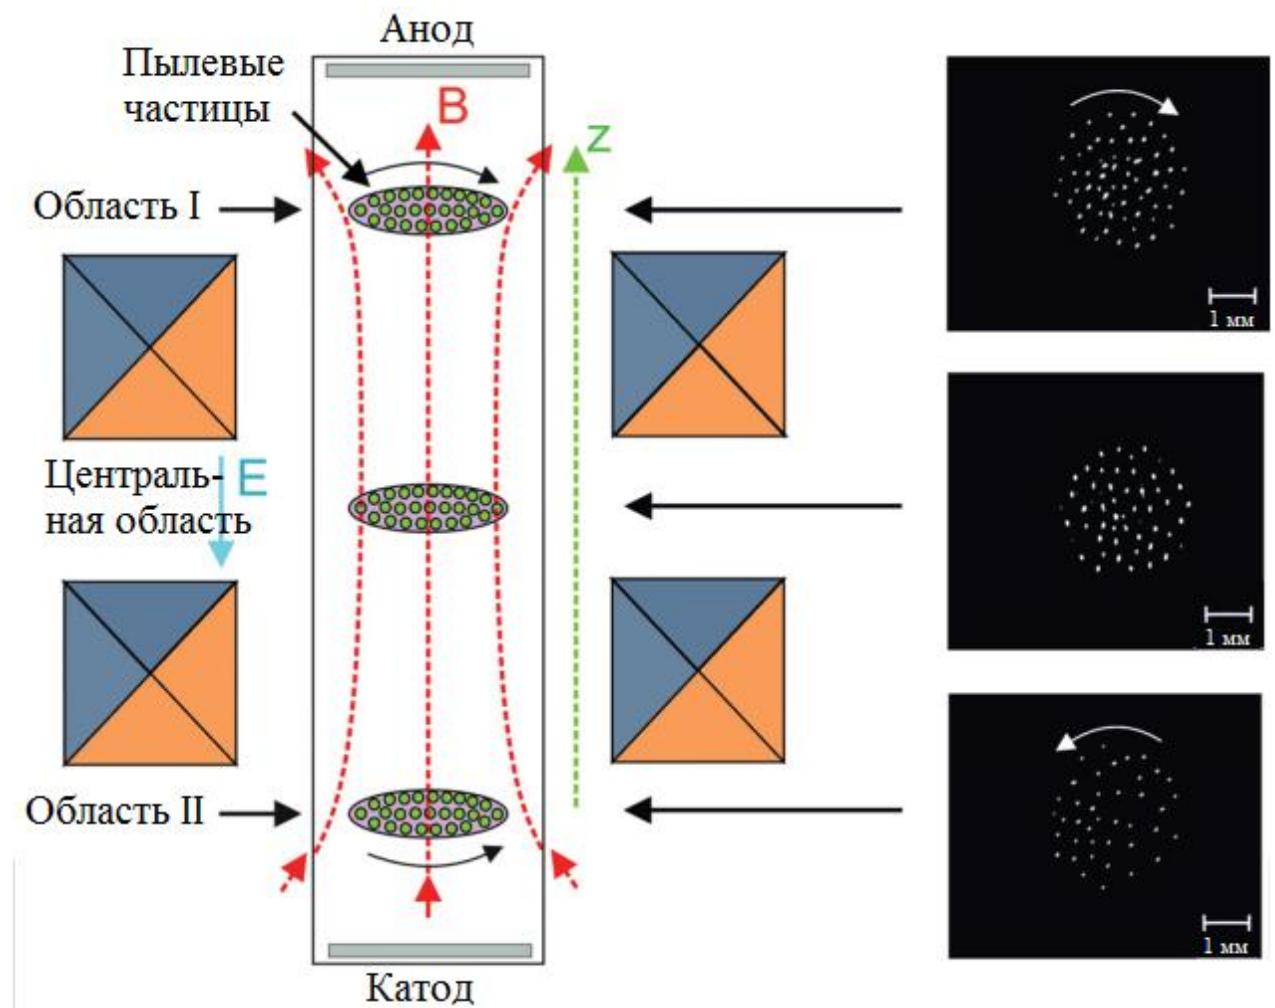 Анод
Пылевые
частицы
B
z
Область I
1 мм
Централь-
ная область
E
1 мм
Область II
1 мм
Катод